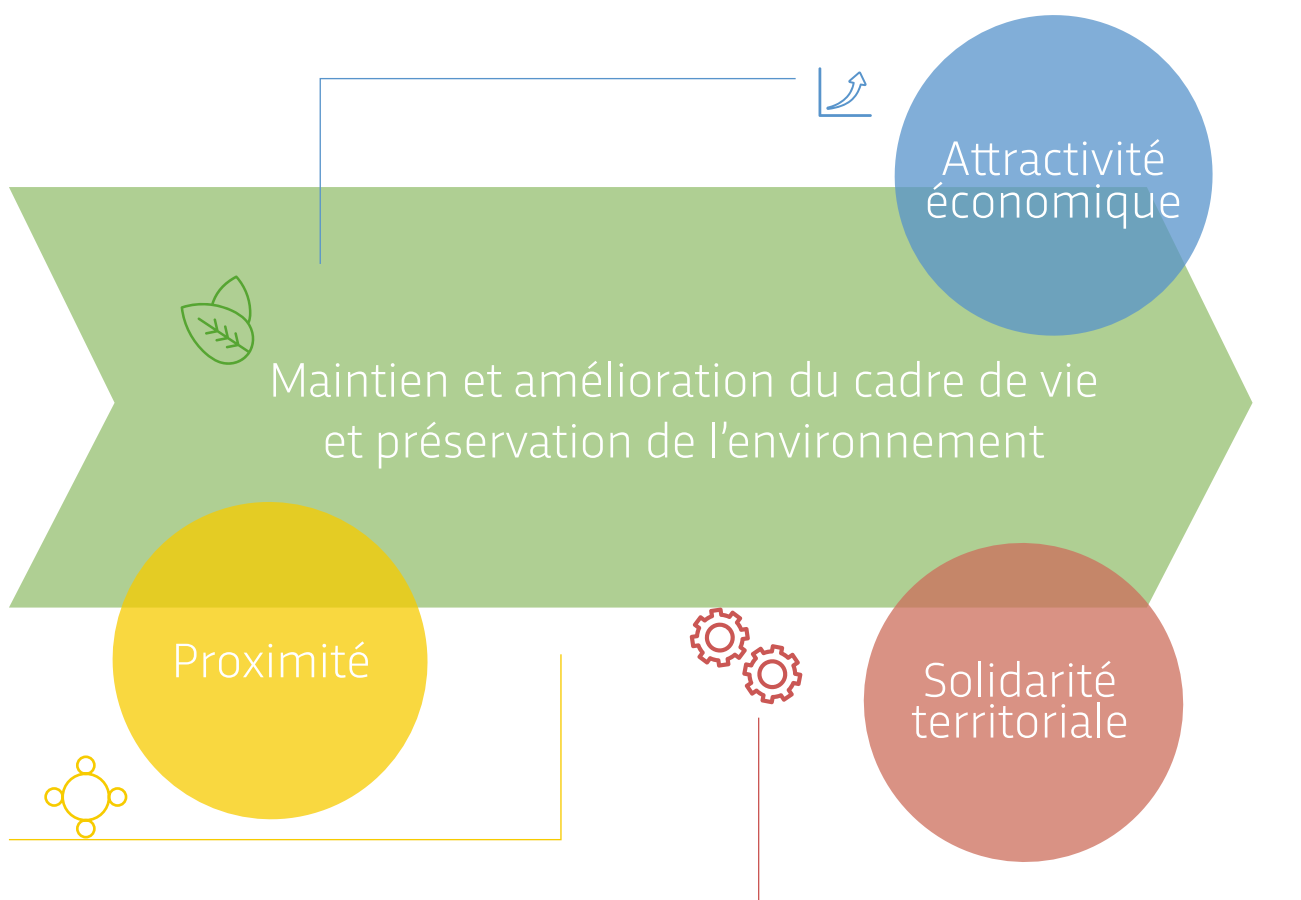 Attractivité
économique
Maintien et amélioration du cadre de vie
et préservation de l’environnement
Proximité
Solidarité
territoriale